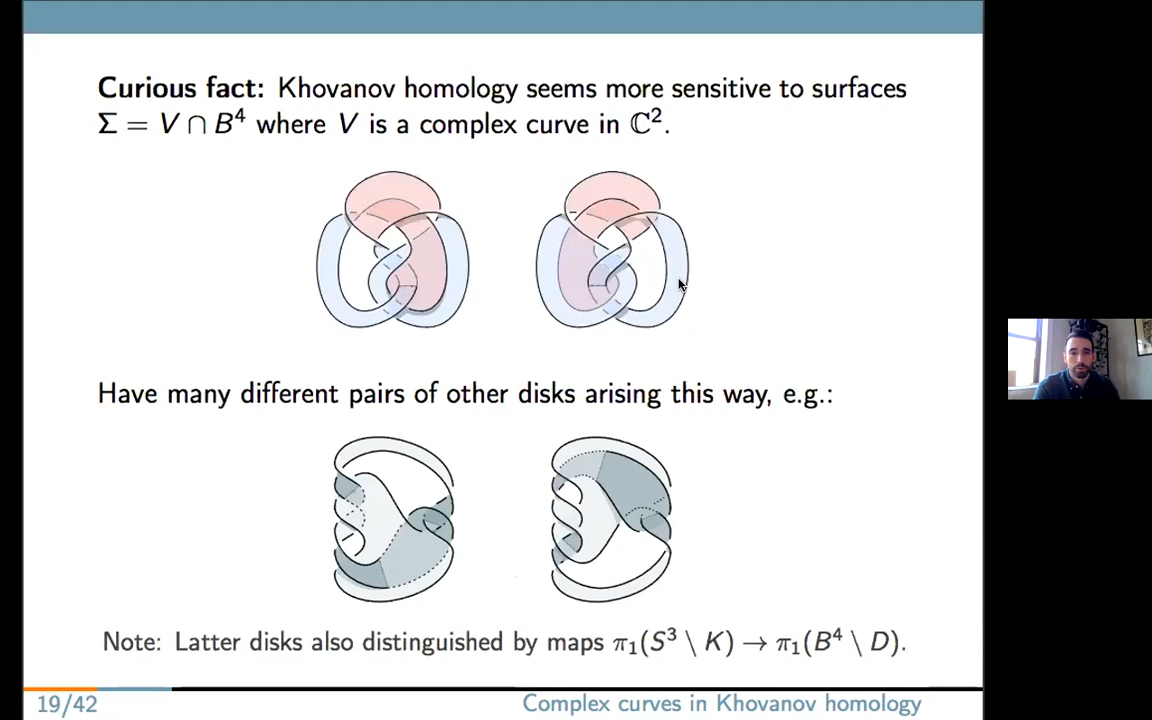 Curious fact: Khovanov homology seems more sensitive to surfaces
Σ = V ∩ B⁴ where V is a complex curve in ℂ².
Have many different pairs of other disks arising this way, e.g.:
Note: Latter disks also distinguished by maps π₁(S³ \ K) → π₁(B⁴ \ D).
19/42
Complex curves in Khovanov homology